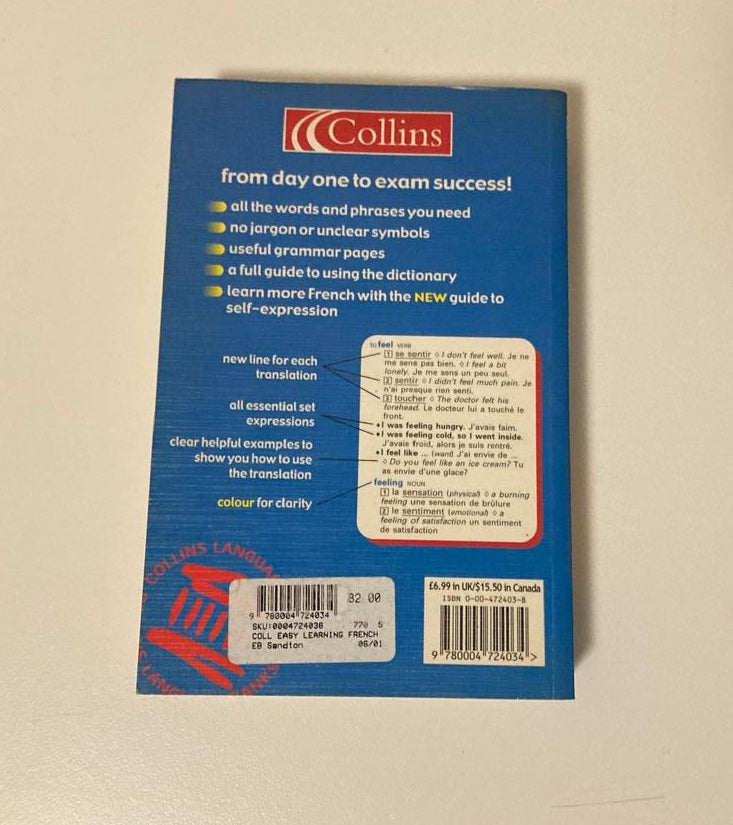 Collins
from day one to exam success!
all the words and phrases you need
no jargon or unclear symbols
useful grammar pages
a full guide to using the dictionary
learn more French with the NEW guide to
self-expression
new line for each
translation
all essential set
expressions
clear helpful examples to
show you how to use
the translation
colour for clarity
to feel VERB
1 se sentir ◊ I don't feel well. Je ne
me sens pas bien. ◊ I feel a bit
lonely. Je me sens un peu seul.
2 sentir ◊ I didn't feel much pain. Je
n'ai presque rien senti.
3 toucher ◊ The doctor felt his
forehead. Le docteur lui a touché le
front.
•I was feeling hungry. J'avais faim.
•I was feeling cold, so I went inside.
J'avais froid, alors je suis rentré.
•I feel like ... (want) J'ai envie de ...
◊ Do you feel like an ice cream? Tu
as envie d'une glace?
feeling NOUN
1 la sensation (physical) ◊ a burning
feeling une sensation de brûlure
2 le sentiment (emotional) ◊ a
feeling of satisfaction un sentiment
de satisfaction
COLLINS LANGUA
82.00
9 780004 724034
SKU:0004724038 770 5
COLL EASY LEARNING FRENCH
EB Sandton 06/01
£6.99 in UK/$15.50 in Canada
ISBN 0-00-472403-8
9 780004 724034 >